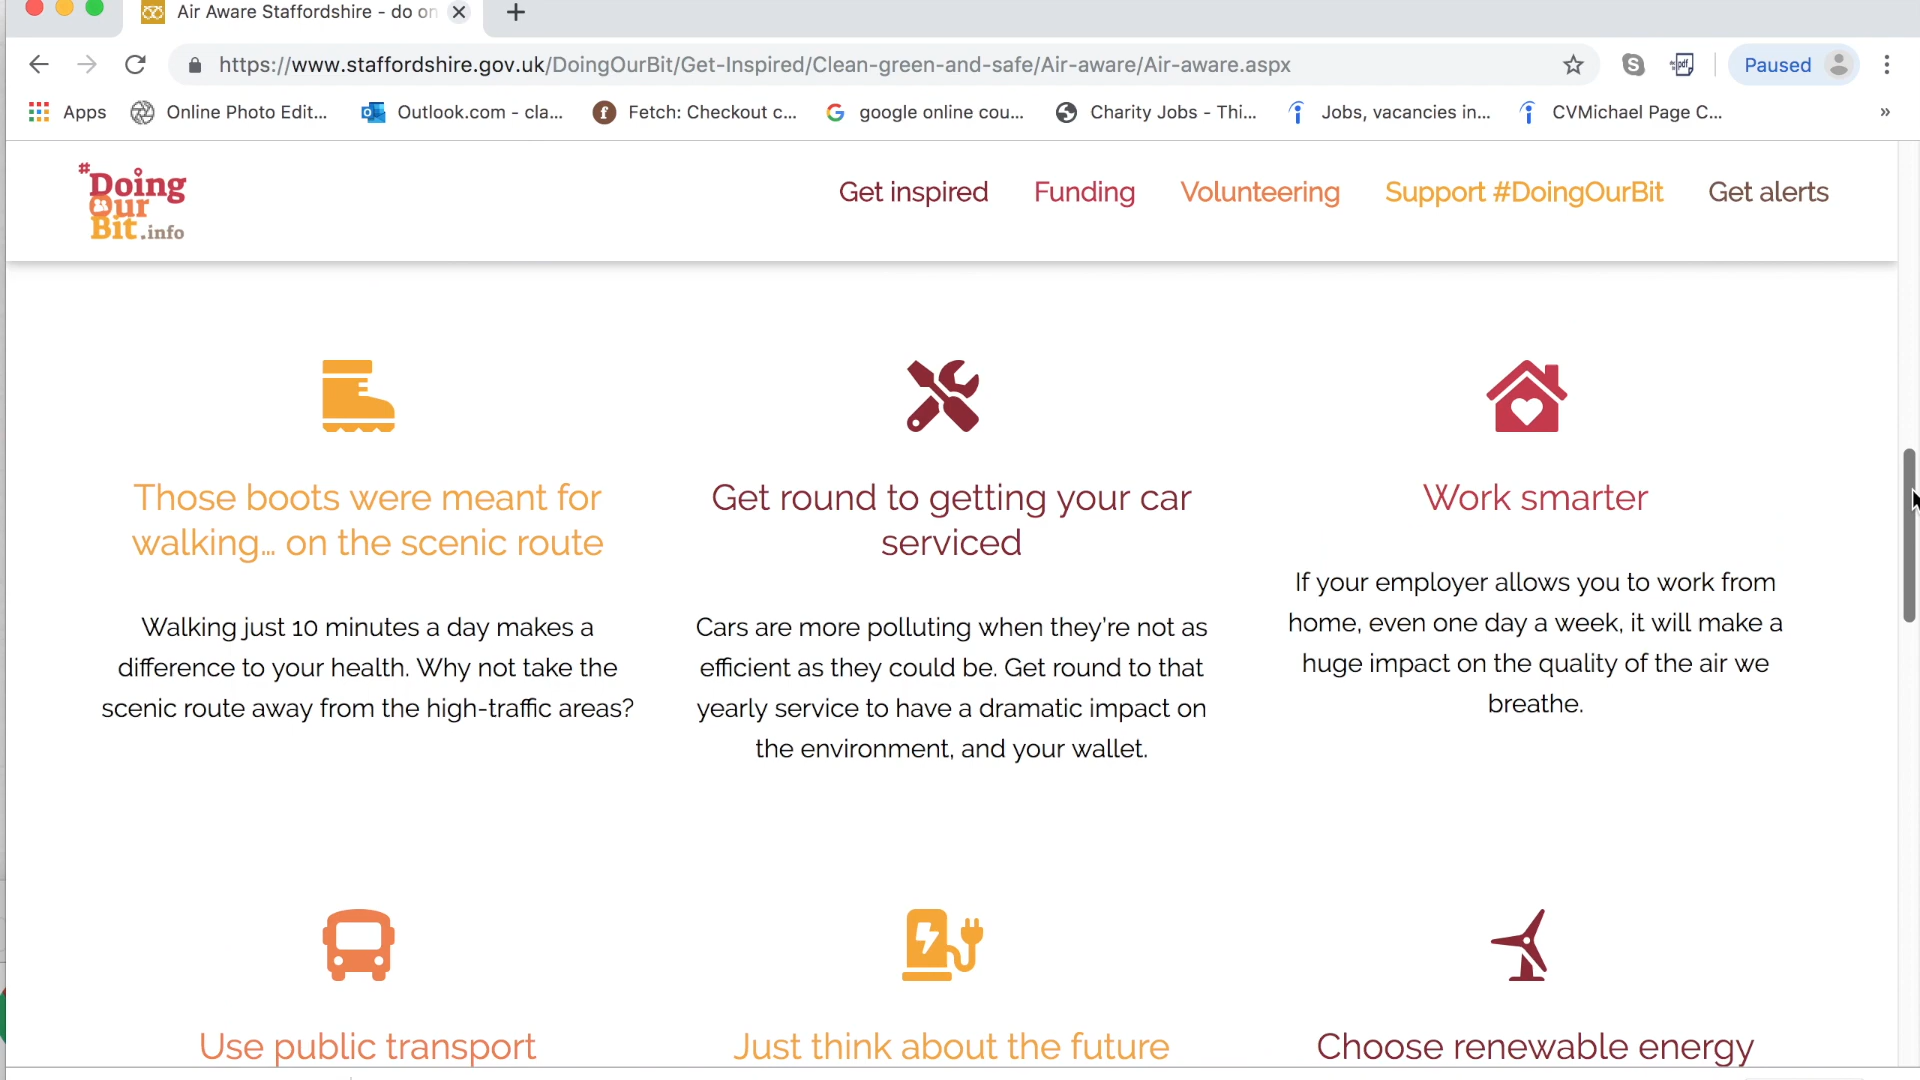 Air Aware Staffordshire - do on
https://www.staffordshire.gov.uk/DoingOurBit/Get-Inspired/Clean-green-and-safe/Air-aware/Air-aware.aspx
Paused
Apps
Online Photo Edit...
Outlook.com - cla...
Fetch: Checkout c...
google online cou...
Charity Jobs - Thi...
Jobs, vacancies in...
CVMichael Page C...
»
#Doing
Our
Bit.info
Get inspired
Funding
Volunteering
Support #DoingOurBit
Get alerts
Those boots were meant for
walking... on the scenic route
Walking just 10 minutes a day makes a
difference to your health. Why not take the
scenic route away from the high-traffic areas?
Get round to getting your car
serviced
Cars are more polluting when they're not as
efficient as they could be. Get round to that
yearly service to have a dramatic impact on
the environment, and your wallet.
Work smarter
If your employer allows you to work from
home, even one day a week, it will make a
huge impact on the quality of the air we
breathe.
Use public transport
Just think about the future
Choose renewable energy